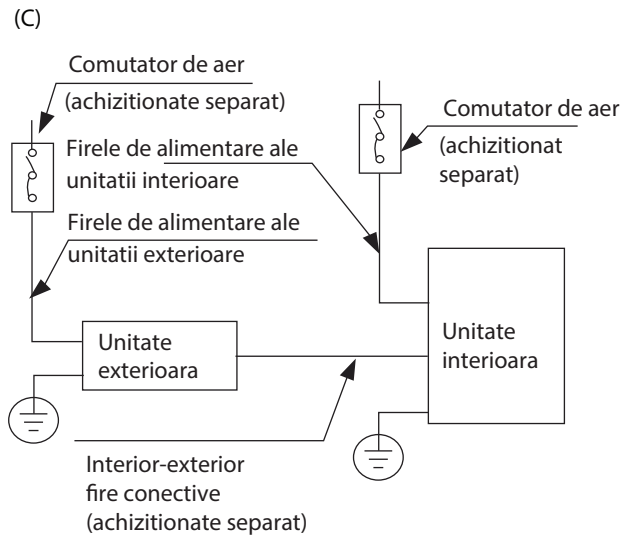 (C)
Comutator de aer
(achizitionate separat)
Comutator de aer
(achizitionat
separat)
Firele de alimentare ale
unitatii interioare
Firele de alimentare ale
unitatii exterioare
Unitate
exterioara
Unitate
interioara
Interior-exterior
fire conective
(achizitionate separat)